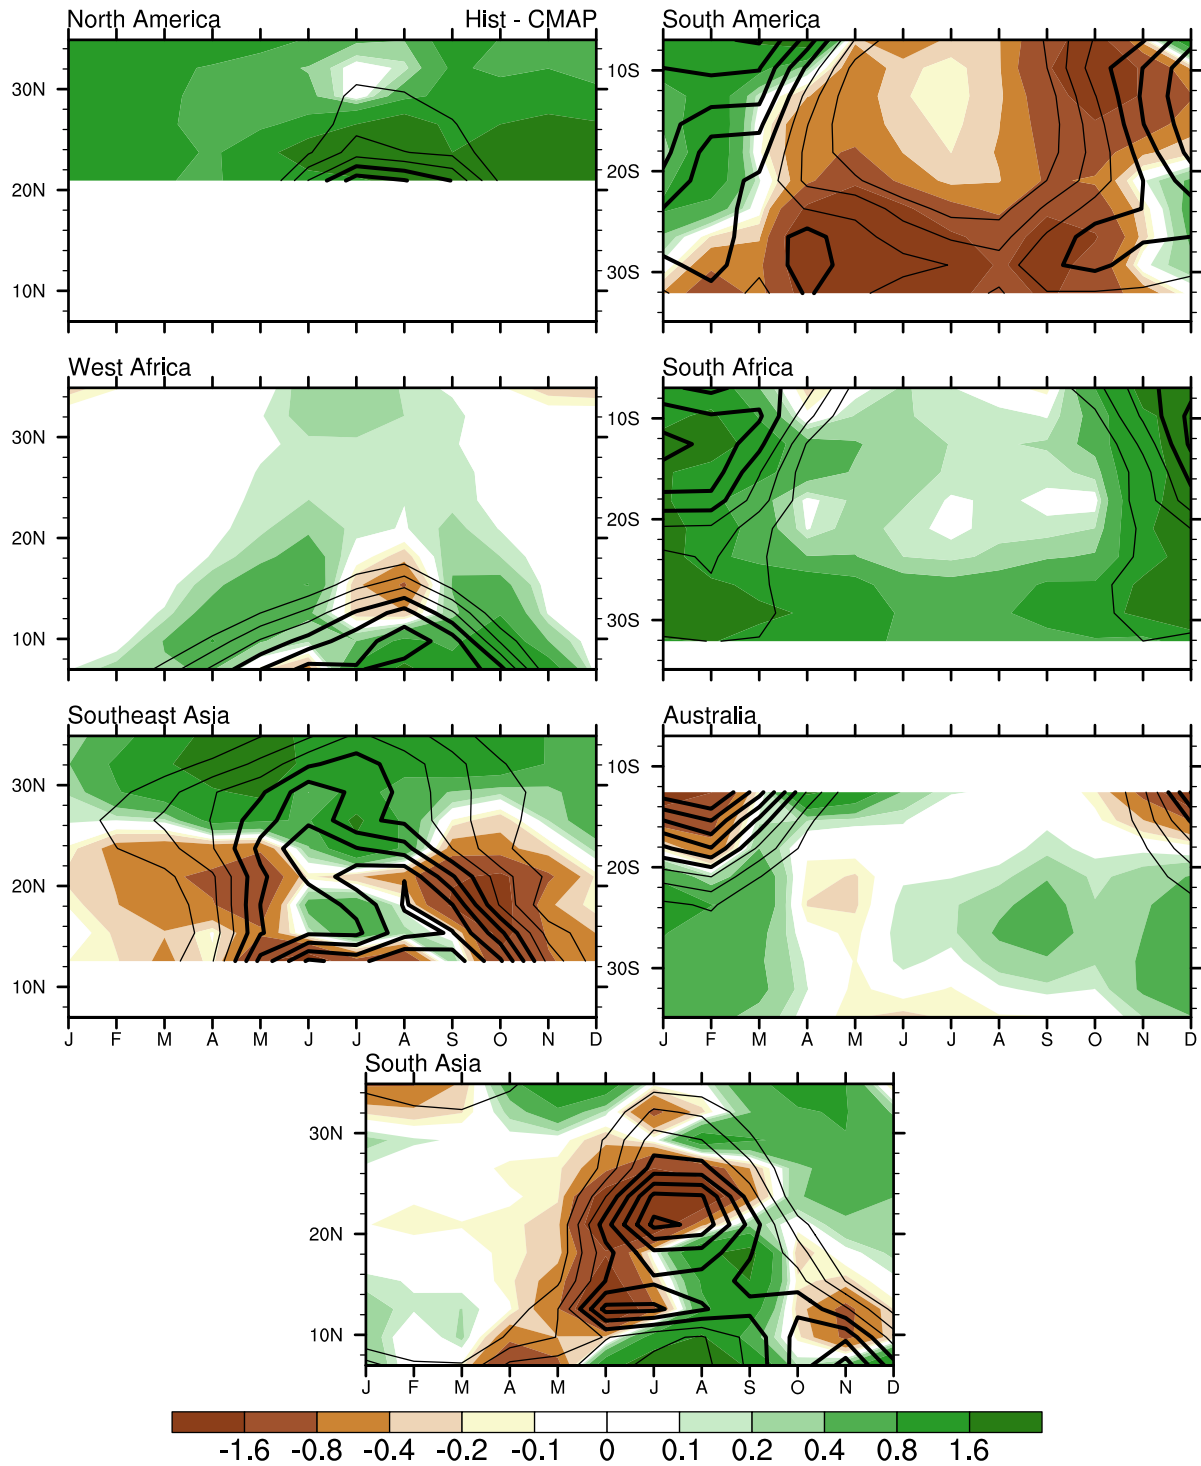 North America Hist - CMAP
South America
30N
20N
10N
10S
20S
30S
West Africa
South Africa
30N
20N
10N
10S
20S
30S
Southeast Asia
Australia
30N
20N
10N
10S
20S
30S
J F M A M J J A S O N D
J F M A M J J A S O N D
South Asia
30N
20N
10N
J F M A M J J A S O N D
-1.6 -0.8 -0.4 -0.2 -0.1 0 0.1 0.2 0.4 0.8 1.6